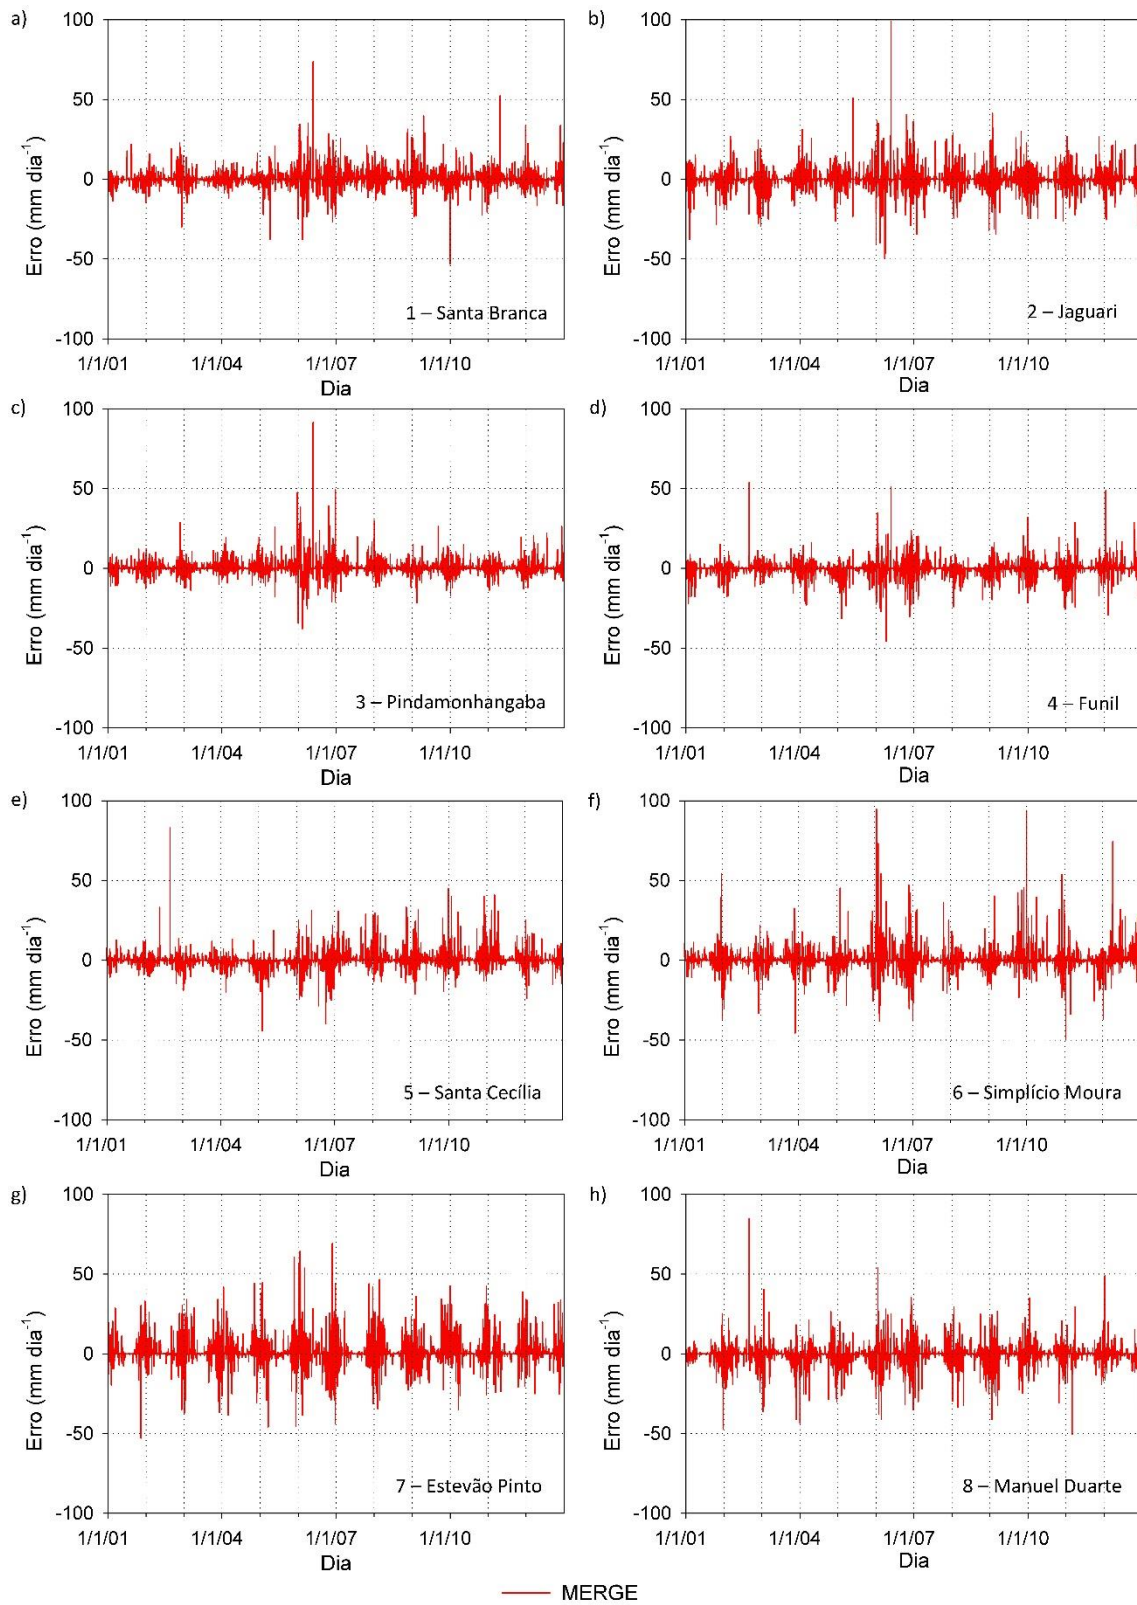 a)
100
50
0
-50
-100
Erro (mm dia-1)
1 – Santa Branca
1/1/01 1/1/04 1/1/07 1/1/10
Dia
b)
100
50
0
-50
-100
Erro (mm dia-1)
2 – Jaguari
1/1/01 1/1/04 1/1/07 1/1/10
Dia
c)
100
50
0
-50
-100
Erro (mm dia-1)
3 – Pindamonhangaba
1/1/01 1/1/04 1/1/07 1/1/10
Dia
d)
100
50
0
-50
-100
Erro (mm dia-1)
4 – Funil
1/1/01 1/1/04 1/1/07 1/1/10
Dia
e)
100
50
0
-50
-100
Erro (mm dia-1)
5 – Santa Cecília
1/1/01 1/1/04 1/1/07 1/1/10
Dia
f)
100
50
0
-50
-100
Erro (mm dia-1)
6 – Simplício Moura
1/1/01 1/1/04 1/1/07 1/1/10
Dia
g)
100
50
0
-50
-100
Erro (mm dia-1)
7 – Estevão Pinto
1/1/01 1/1/04 1/1/07 1/1/10
Dia
h)
100
50
0
-50
-100
Erro (mm dia-1)
8 – Manuel Duarte
1/1/01 1/1/04 1/1/07 1/1/10
Dia
MERGE